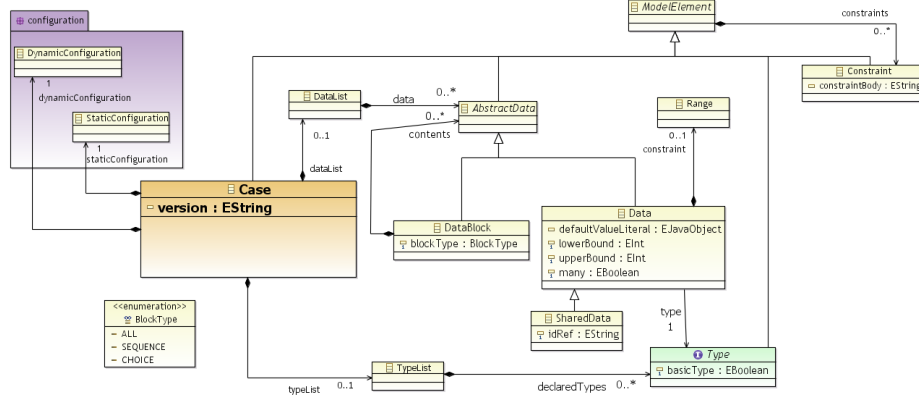 configuration
ModelElement
constraints
0..*
DynamicConfiguration
1
dynamicConfiguration
StaticConfiguration
1
staticConfiguration
Constraint
constraintBody : EString
DataList
data
0..*
AbstractData
0..*
contents
0..1
dataList
Range
0..1
constraint
Case
version : EString
DataBlock
blockType : BlockType
Data
defaultValueLiteral : EJavaObject
lowerBound : EInt
upperBound : EInt
many : EBoolean
<<enumeration>>
BlockType
ALL
SEQUENCE
CHOICE
SharedData
idRef : EString
type
1
Type
basicType : EBoolean
TypeList
typeList
0..1
declaredTypes
0..*